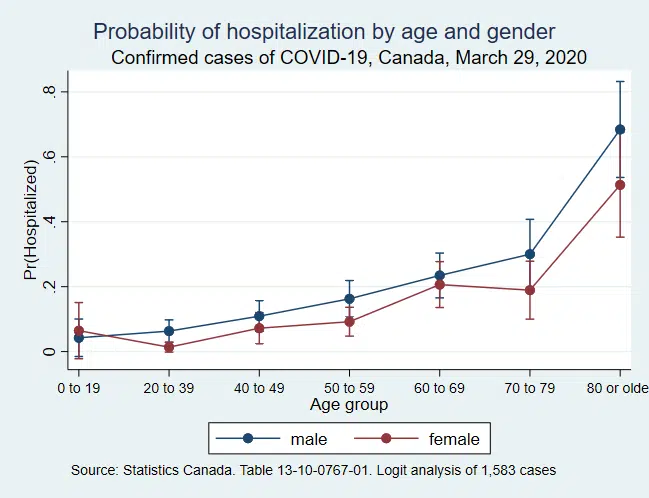 Probability of hospitalization by age and gender
Confirmed cases of COVID-19, Canada, March 29, 2020
Pr(Hospitalized)
.8
.6
.4
.2
0
0 to 19 20 to 39 40 to 49 50 to 59 60 to 69 70 to 79 80 or olde
Age group
male female
Source: Statistics Canada. Table 13-10-0767-01. Logit analysis of 1,583 cases